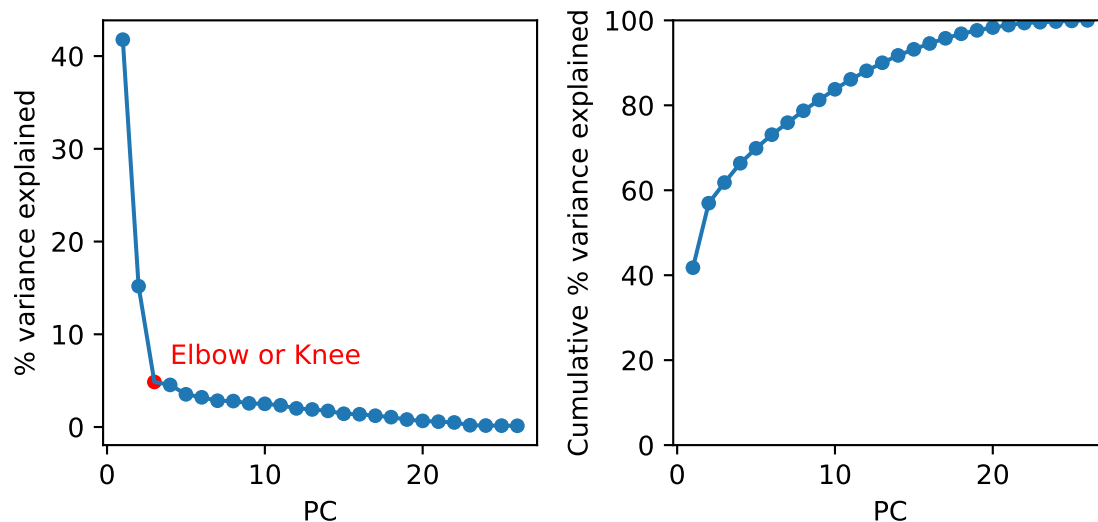 % variance explained
40
30
20
10
0
Elbow or Knee
0 10 20
PC
Cumulative % variance explained
100
80
60
40
20
0
0 10 20
PC